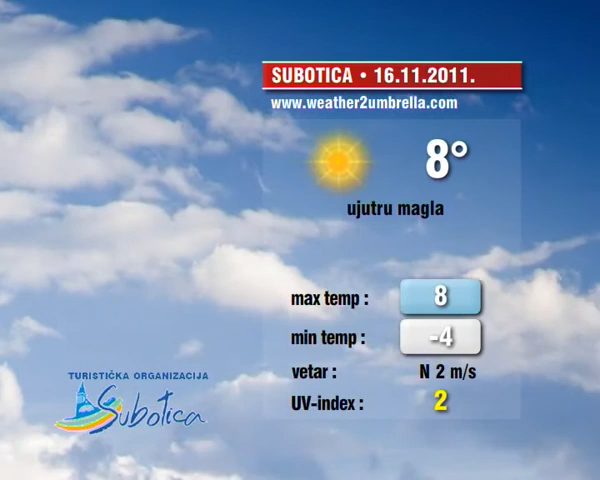 SUBOTICA • 16.11.2011.
www.weather2umbrella.com
8°
ujutru magla
max temp : 8
min temp : -4
vetar : N 2 m/s
UV-index : 2
TURISTIČKA ORGANIZACIJA
Subotica